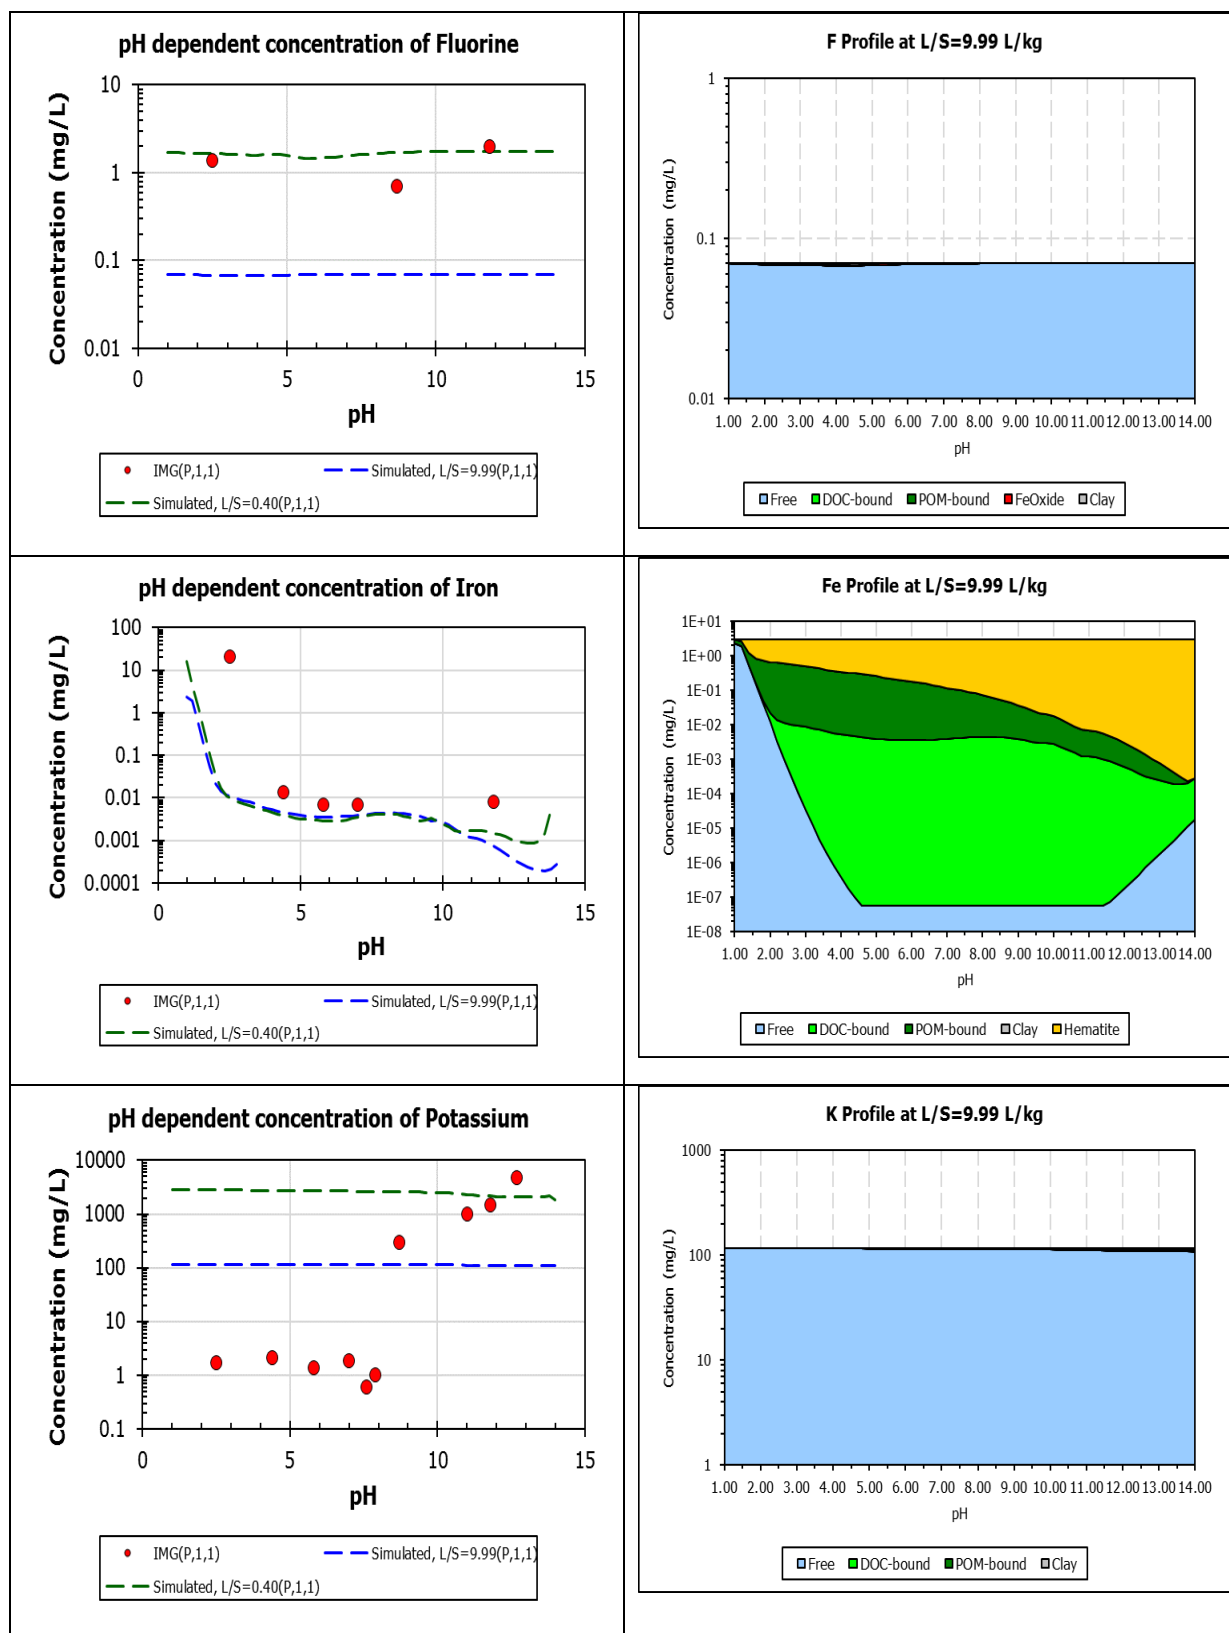 pH dependent concentration of Fluorine
Concentration (mg/L)
10
1
0.1
0.01
0 5 10 15
pH
IMG(P,1,1) Simulated, L/S=9.99(P,1,1)
Simulated, L/S=0.40(P,1,1)
F Profile at L/S=9.99 L/kg
Concentration (mg/L)
1
0.1
0.01
1.00 2.00 3.00 4.00 5.00 6.00 7.00 8.00 9.00 10.00 11.00 12.00 13.00 14.00
pH
Free DOC-bound POM-bound FeOxide Clay
pH dependent concentration of Iron
Concentration (mg/L)
100
10
1
0.1
0.01
0.001
0.0001
0 5 10 15
pH
IMG(P,1,1) Simulated, L/S=9.99(P,1,1)
Simulated, L/S=0.40(P,1,1)
Fe Profile at L/S=9.99 L/kg
Concentration (mg/L)
1E+01
1E+00
1E-01
1E-02
1E-03
1E-04
1E-05
1E-06
1E-07
1E-08
1.00 2.00 3.00 4.00 5.00 6.00 7.00 8.00 9.00 10.00 11.00 12.00 13.00 14.00
pH
Free DOC-bound POM-bound Clay Hematite
pH dependent concentration of Potassium
Concentration (mg/L)
10000
1000
100
10
1
0.1
0 5 10 15
pH
IMG(P,1,1) Simulated, L/S=9.99(P,1,1)
Simulated, L/S=0.40(P,1,1)
K Profile at L/S=9.99 L/kg
Concentration (mg/L)
1000
100
10
1
1.00 2.00 3.00 4.00 5.00 6.00 7.00 8.00 9.00 10.00 11.00 12.00 13.00 14.00
pH
Free DOC-bound POM-bound Clay